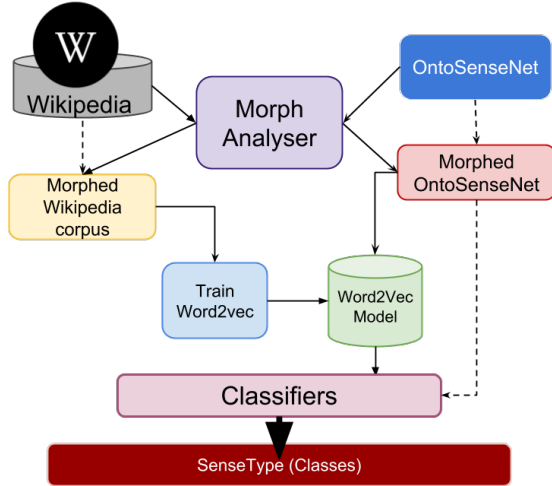 W
Wikipedia
OntoSenseNet
Morph
Analyser
Morphed
Wikipedia
corpus
Morphed
OntoSenseNet
Train
Word2vec
Word2Vec
Model
Classifiers
SenseType (Classes)